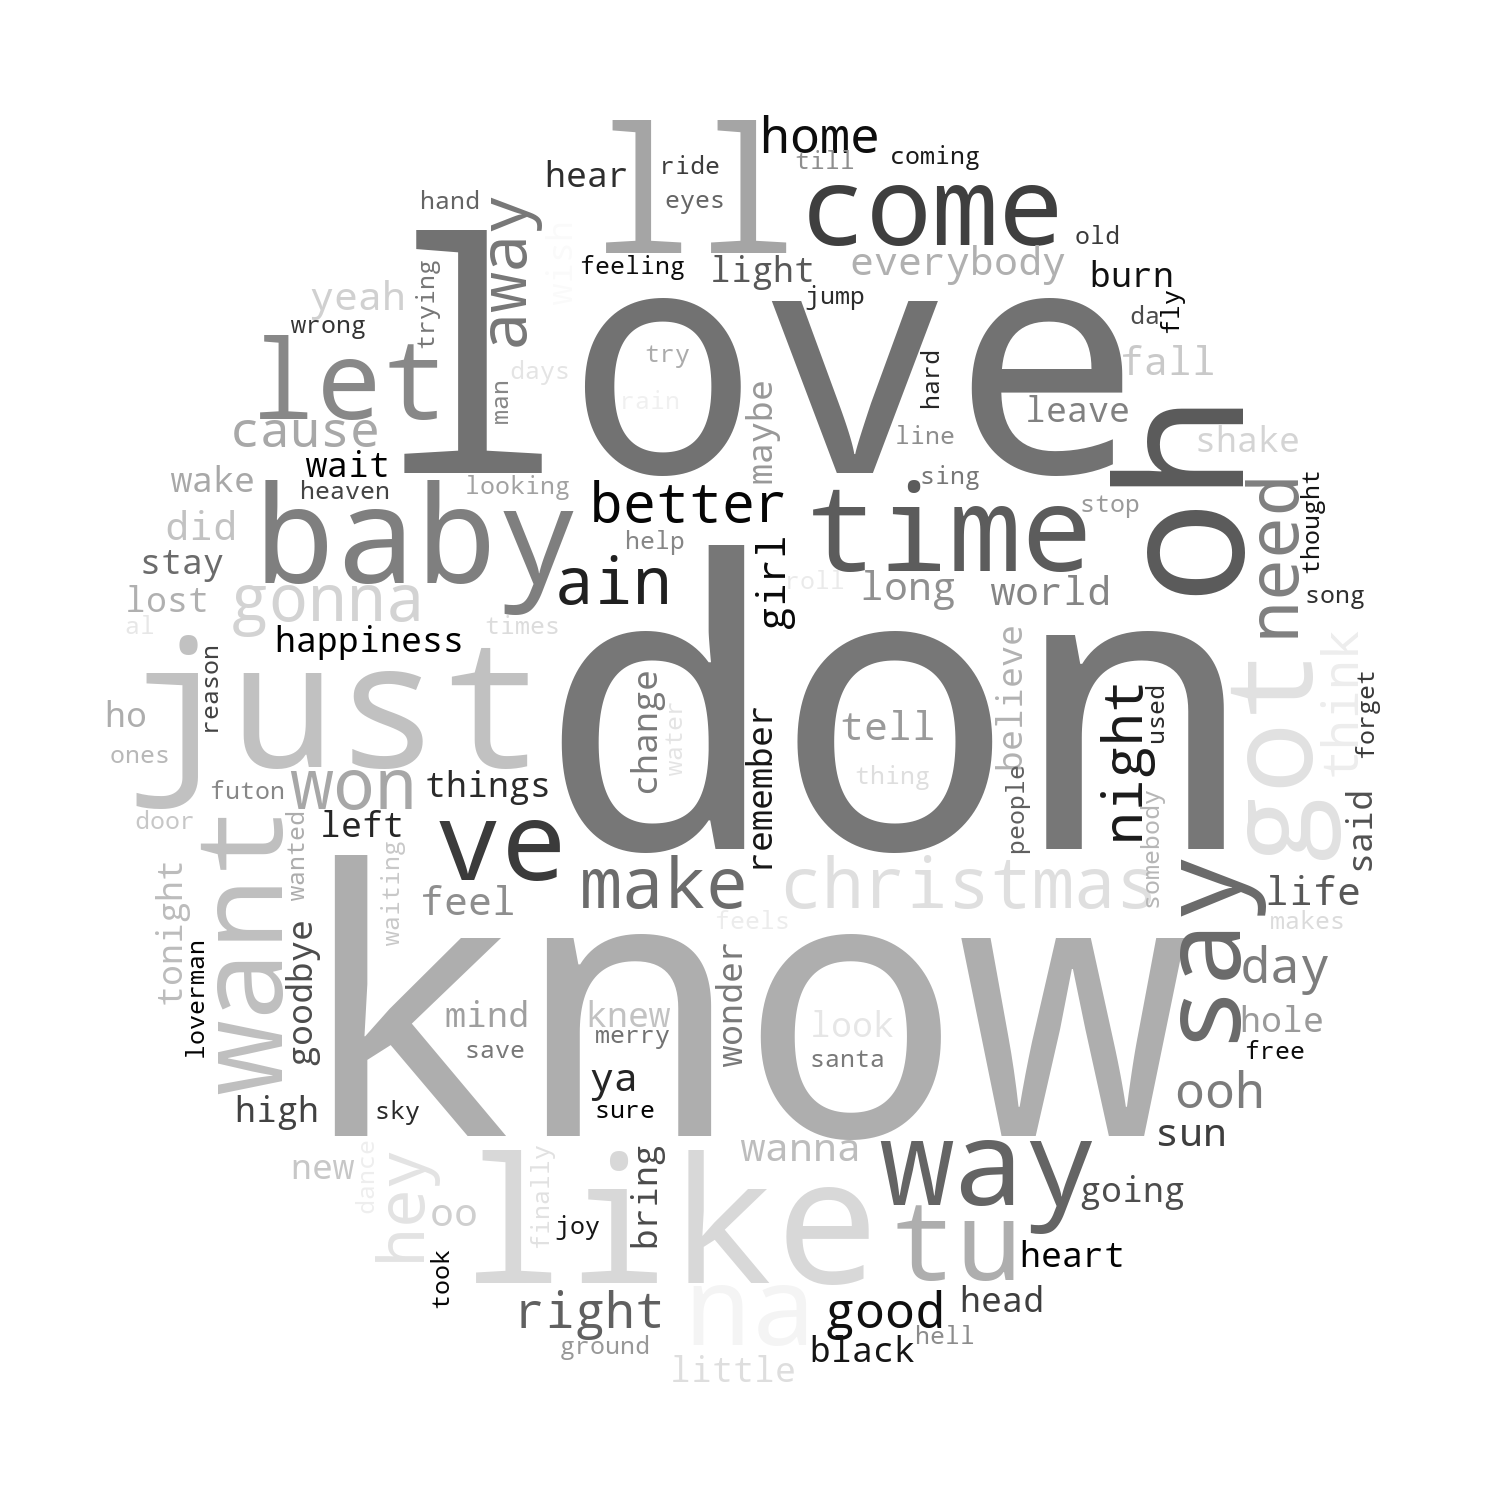 home
ll
till
coming
hear
ride
come
hand
eyes
away
old
wish
love
feeling
light
everybody
burn
yeah
trying
jump
fly
wrong
da
let
try
fall
days
hard
man
maybe
rain
oh
cause
leave
line
shake
wait
wake
heaven
looking
sing
need
thought
baby
better
time
stop
did
help
girl
stay
ain
roll
long
world
lost
gonna
song
al
happiness
times
don
just
reason
believe
got
think
change
remember
night
used
forget
ho
water
tell
ones
won
things
thing
people
futon
door
want
wanted
left
ve
somebody
said
make
christmas
say
tonight
waiting
feel
life
know
feels
makes
goodbye
loverman
wonder
day
mind
knew
look
hole
merry
save
santa
free
ya
ooh
high
sky
sure
sun
dance
new
hey
like
finally
bring
wanna
way
going
oo
joy
tu
heart
took
right
na
good
head
ground
black
hell
little